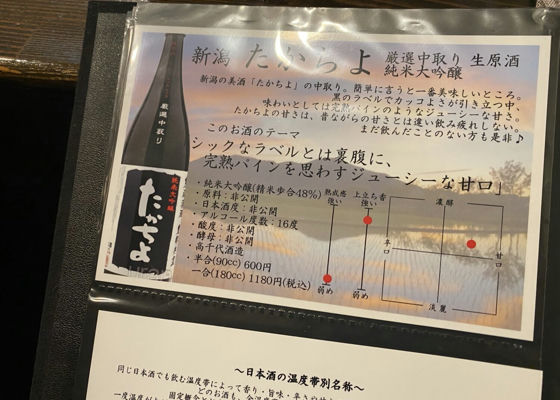 新潟 たからよ 厳選中取り 生原酒
純米大吟醸
新潟の美酒「たかちよ」の中取り。簡単に言うと一番美味しいところ。
黒のラベルでカッコよさが引き立つ中、
味わいとしては完熟パインのようなジューシーな甘さ。
たかちよの甘さは、昔ながらの甘さとは違い飲み疲れしない。
まだ飲んだことのない方も是非♪
このお酒のテーマ
シックなラベルとは裏腹に、
完熟パインを思わすジューシーな甘口」
・純米大吟醸(精米歩合48%)
・原料：非公開
・日本酒度：非公開
・アルコール度数：16度
・酸度：非公開
・酵母：非公開
・高千代酒造
・半合(90cc) 600円
一合(180cc) 1180円(税込)
熟成感
強い
弱め
上立ち香
強い
弱め
濃醇
辛口
甘口
淡麗
厳選中取り
純米大吟醸
たかちよ
～日本酒の温度帯別名称～
同じ日本酒でも飲む温度帯によって香り・旨味・辛さや甘